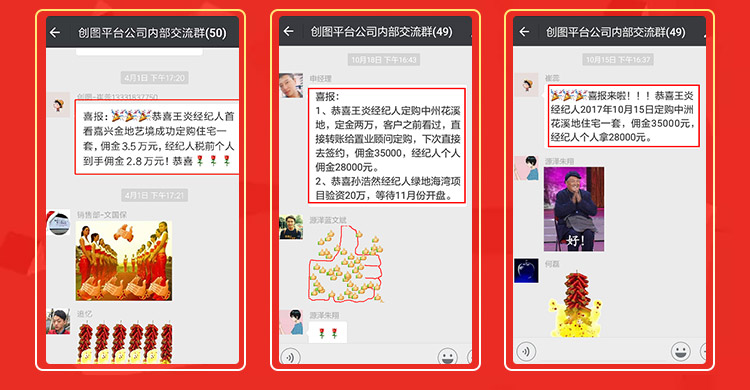 创图平台公司内部交流群(50)
4月1日 下午17:20
创图-崔蕊13331832750
喜报：恭喜王炎经纪人首
看嘉兴金地艺境成功定购住宅一
套，佣金3.5万元，经纪人税前个人
到手佣金2.8万元！恭喜
4月1日 下午17:21
销售部-文国保
追忆
创图平台公司内部交流群(49)
10月18日 下午16:43
申经理
喜报：
1、恭喜王炎经纪人定购中州花溪
地，定金两万，客户之前看过，直
接转账给置业顾问定购，下次直接
去签约，佣金35000，经纪人个人
佣金28000元。
2、恭喜孙浩然经纪人绿地海湾项
目验资20万，等待11月份开盘。
源泽蓝文斌
源泽朱翔
创图平台公司内部交流群(49)
10月15日 下午16:37
崔蕊
喜报来啦！！！恭喜王炎
经纪人2017年10月15日定购中洲
花溪地住宅一套，佣金35000元，
经纪人个人拿28000元。
源泽朱翔
好！
何磊